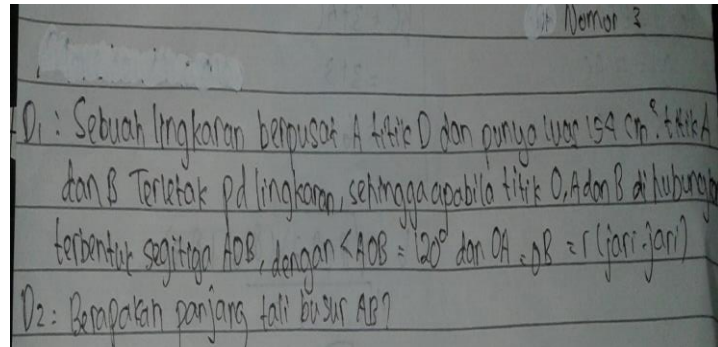 Nomor 3
D1 : Sebuah lingkaran berpusat A titik O dan punya luas 154 cm². titik A
dan B Terletak pd lingkaran, sehingga apabila titik O, A dan B di hubungkan
terbentuk segitiga AOB, dengan <AOB = 120° dan OA = OB = r (jari-jari)
D2 : Berapakah panjang tali busur AB?